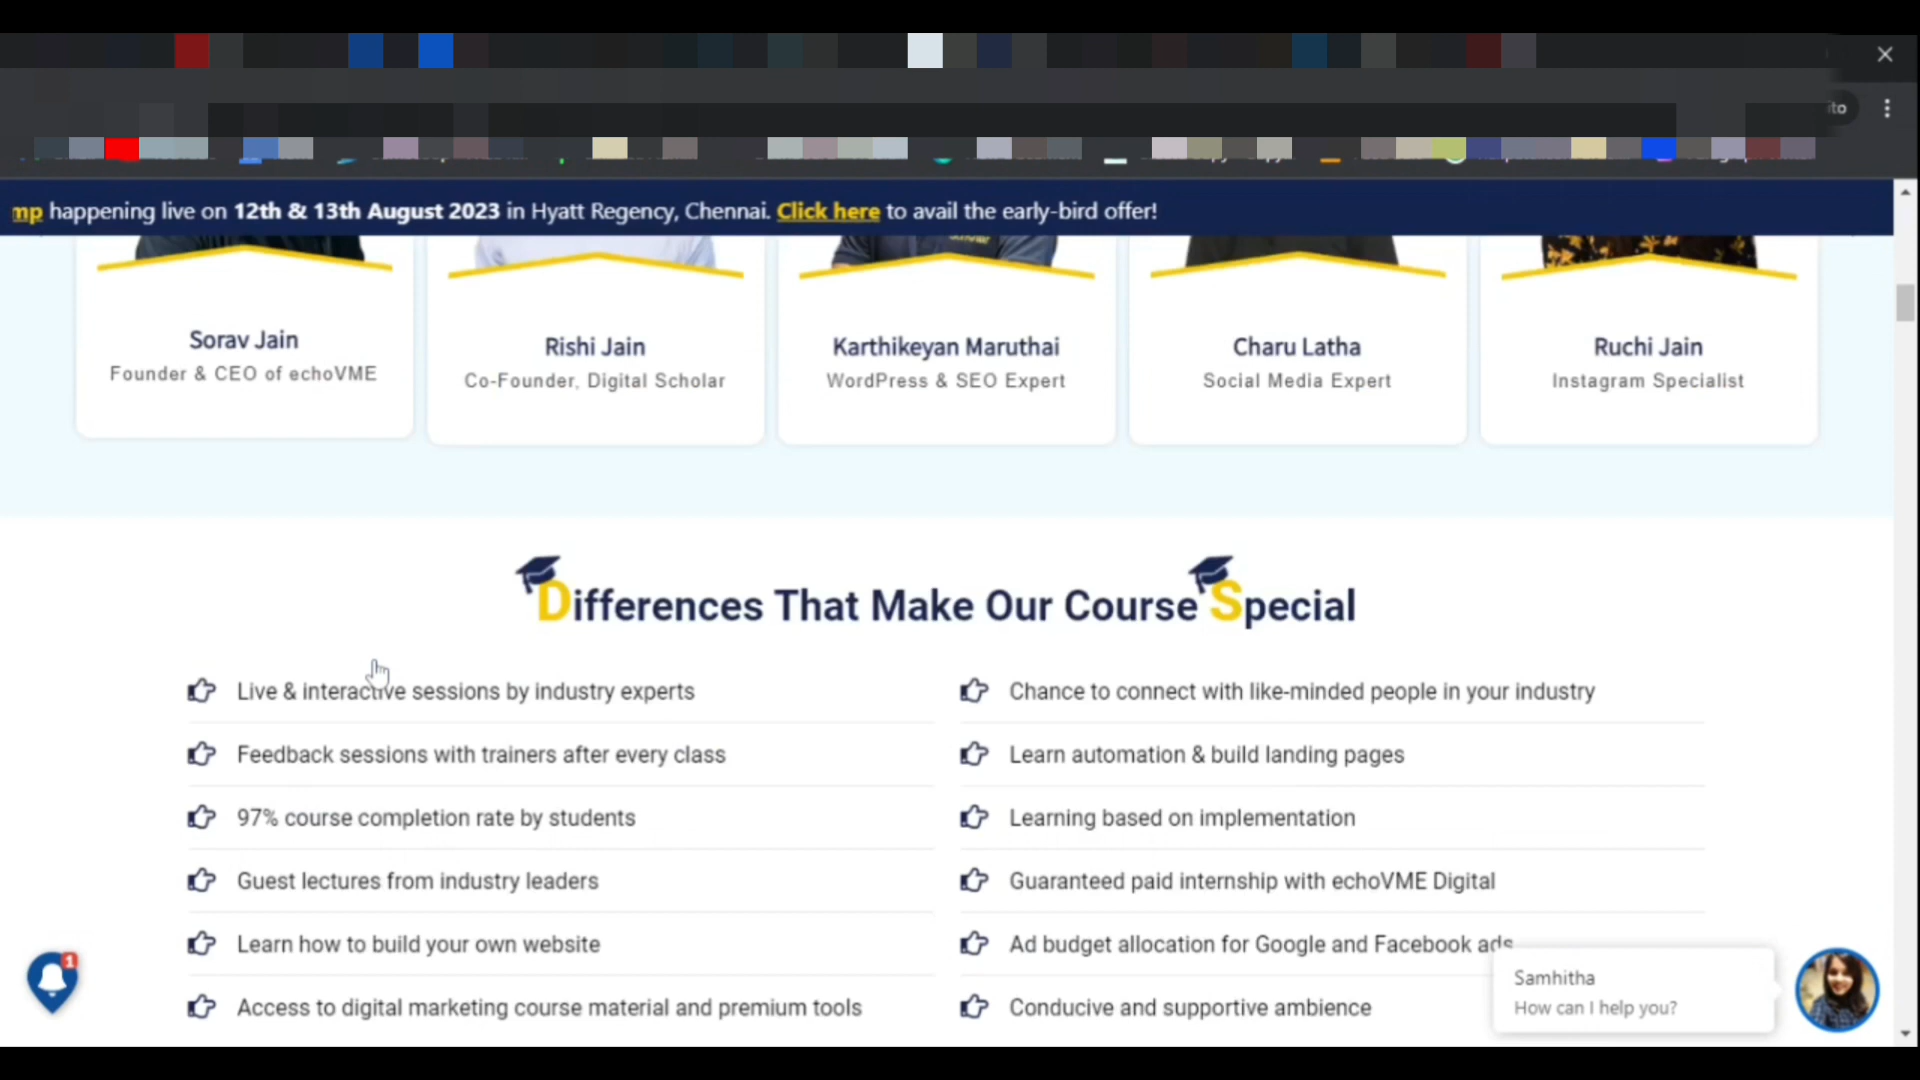 ito
mp happening live on 12th & 13th August 2023 in Hyatt Regency, Chennai. Click here to avail the early-bird offer!
Sorav Jain
Founder & CEO of echoVME
Rishi Jain
Co-Founder, Digital Scholar
Karthikeyan Maruthai
WordPress & SEO Expert
Charu Latha
Social Media Expert
Ruchi Jain
Instagram Specialist
Differences That Make Our Course Special
Live & interactive sessions by industry experts
Chance to connect with like-minded people in your industry
Feedback sessions with trainers after every class
Learn automation & build landing pages
97% course completion rate by students
Learning based on implementation
Guest lectures from industry leaders
Guaranteed paid internship with echoVME Digital
Learn how to build your own website
Ad budget allocation for Google and Facebook ads
Access to digital marketing course material and premium tools
Conducive and supportive ambience
1
Samhitha
How can I help you?